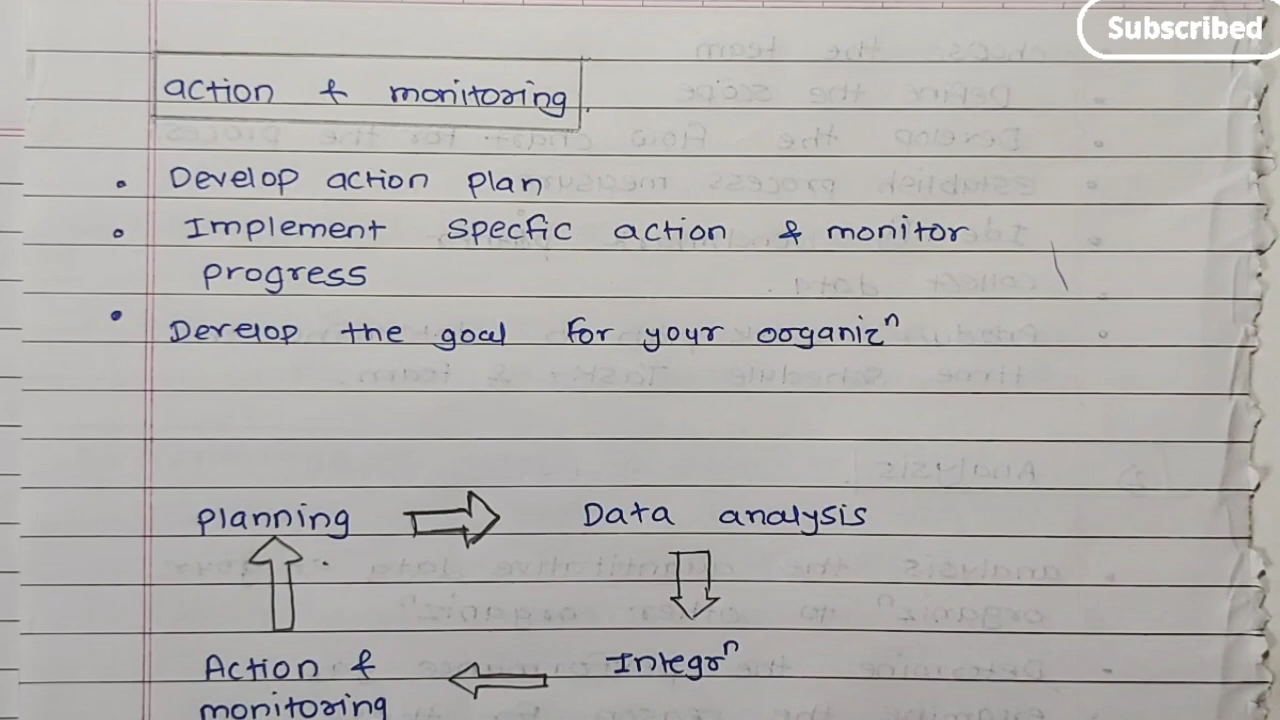 Subscribed
action & monitoring.
• Develop action plan
• Implement specfic action & monitor
progress
• Develop the goal for your oorganizⁿ
planning ⇒ Data analysis
Action & Integrⁿ
monitoring